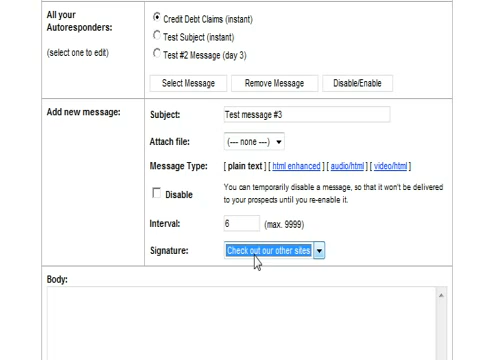 All your
Autoresponders:
(select one to edit)
Credit Debt Claims (instant)
Test Subject (instant)
Test #2 Message (day 3)
Select Message
Remove Message
Disable/Enable
Add new message:
Subject:
Test message #3
Attach file:
(--- none ---)
Message Type:
[ plain text ] [ html enhanced ] [ audio/html ] [ video/html ]
Disable
You can temporarily disable a message, so that it won't be delivered
to your prospects until you re-enable it.
Interval:
6
(max. 9999)
Signature:
Check out our other sites
Body: